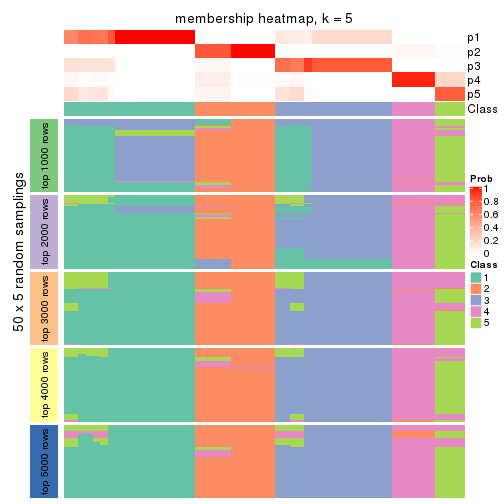 membership heatmap, k = 5
p1
p2
p3
p4
p5
Class
50 x 5 random samplings
top 1000 rows
top 2000 rows
top 3000 rows
top 4000 rows
top 5000 rows
Prob
1
0.8
0.6
0.4
0.2
0
Class
1
2
3
4
5